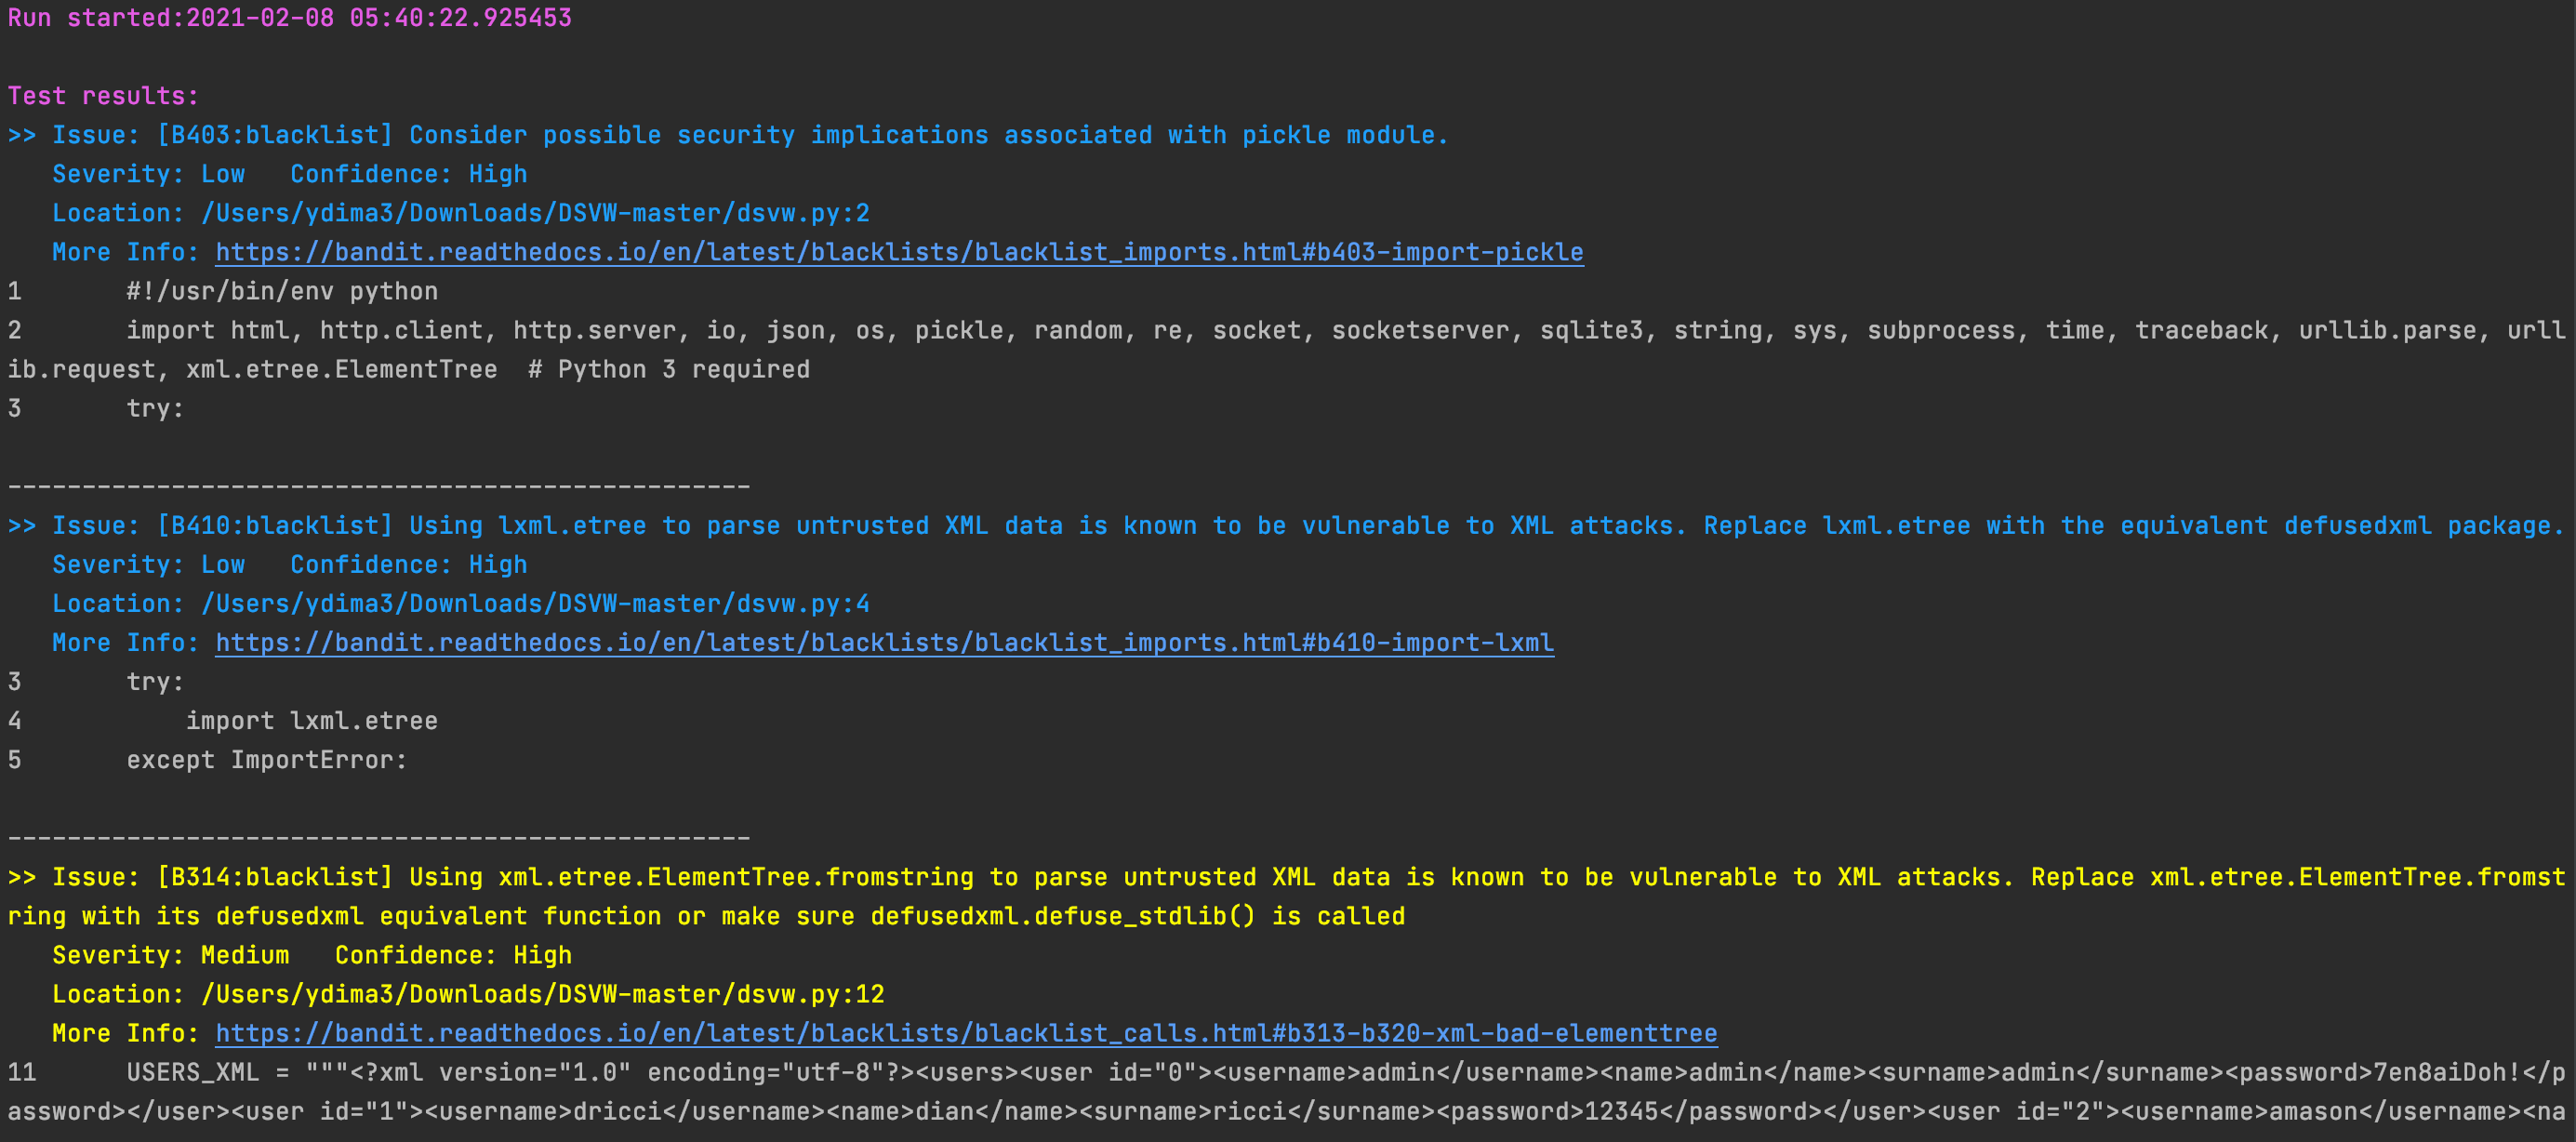 Run started:2021-02-08 05:40:22.925453
Test results:
>> Issue: [B403:blacklist] Consider possible security implications associated with pickle module.
   Severity: Low   Confidence: High
   Location: /Users/ydima3/Downloads/DSVW-master/dsvw.py:2
   More Info: https://bandit.readthedocs.io/en/latest/blacklists/blacklist_imports.html#b403-import-pickle
1       #!/usr/bin/env python
2       import html, http.client, http.server, io, json, os, pickle, random, re, socket, socketserver, sqlite3, string, sys, subprocess, time, traceback, urllib.parse, urll
ib.request, xml.etree.ElementTree  # Python 3 required
3       try:
--------------------------------------------------
>> Issue: [B410:blacklist] Using lxml.etree to parse untrusted XML data is known to be vulnerable to XML attacks. Replace lxml.etree with the equivalent defusedxml package.
   Severity: Low   Confidence: High
   Location: /Users/ydima3/Downloads/DSVW-master/dsvw.py:4
   More Info: https://bandit.readthedocs.io/en/latest/blacklists/blacklist_imports.html#b410-import-lxml
3       try:
4           import lxml.etree
5       except ImportError:
--------------------------------------------------
>> Issue: [B314:blacklist] Using xml.etree.ElementTree.fromstring to parse untrusted XML data is known to be vulnerable to XML attacks. Replace xml.etree.ElementTree.fromst
ring with its defusedxml equivalent function or make sure defusedxml.defuse_stdlib() is called
   Severity: Medium   Confidence: High
   Location: /Users/ydima3/Downloads/DSVW-master/dsvw.py:12
   More Info: https://bandit.readthedocs.io/en/latest/blacklists/blacklist_calls.html#b313-b320-xml-bad-elementtree
11      USERS_XML = """<?xml version="1.0" encoding="utf-8"?><users><user id="0"><username>admin</username><name>admin</name><surname>admin</surname><password>7en8aiDoh!</p
assword></user><user id="1"><username>dricci</username><name>dian</name><surname>ricci</surname><password>12345</password></user><user id="2"><username>amason</username><na